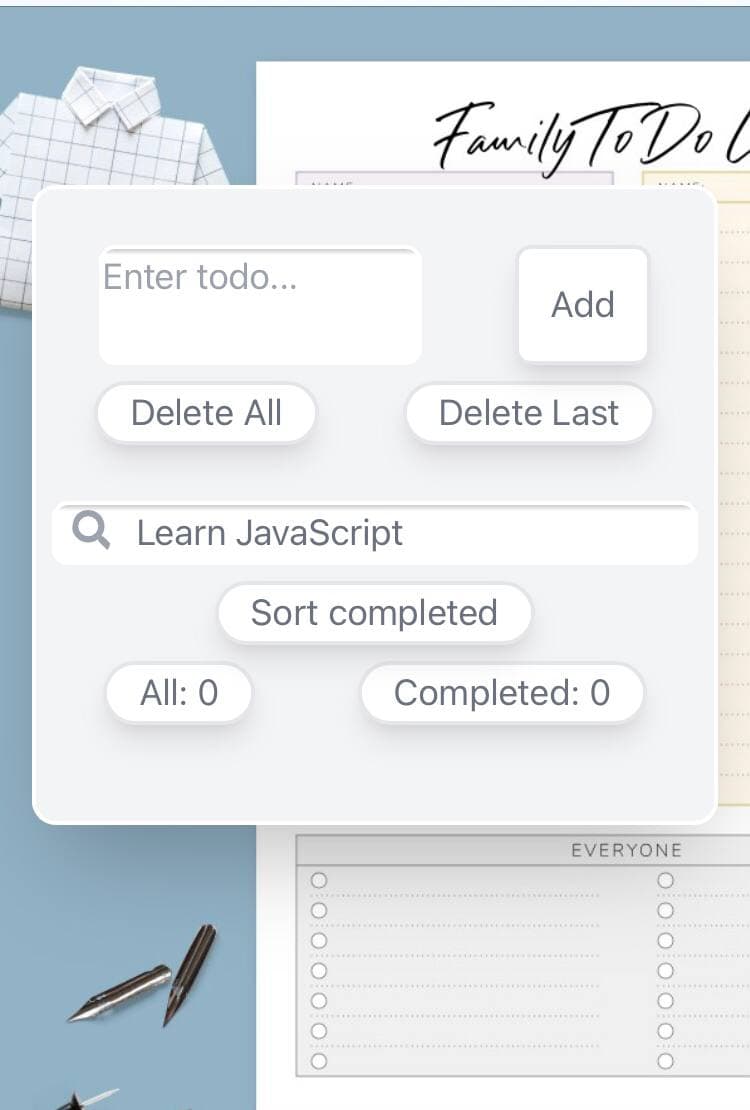 Family To Do
NAME
NAME:
Enter todo...
Add
Delete All
Delete Last
Learn JavaScript
Sort completed
All: 0
Completed: 0
EVERYONE